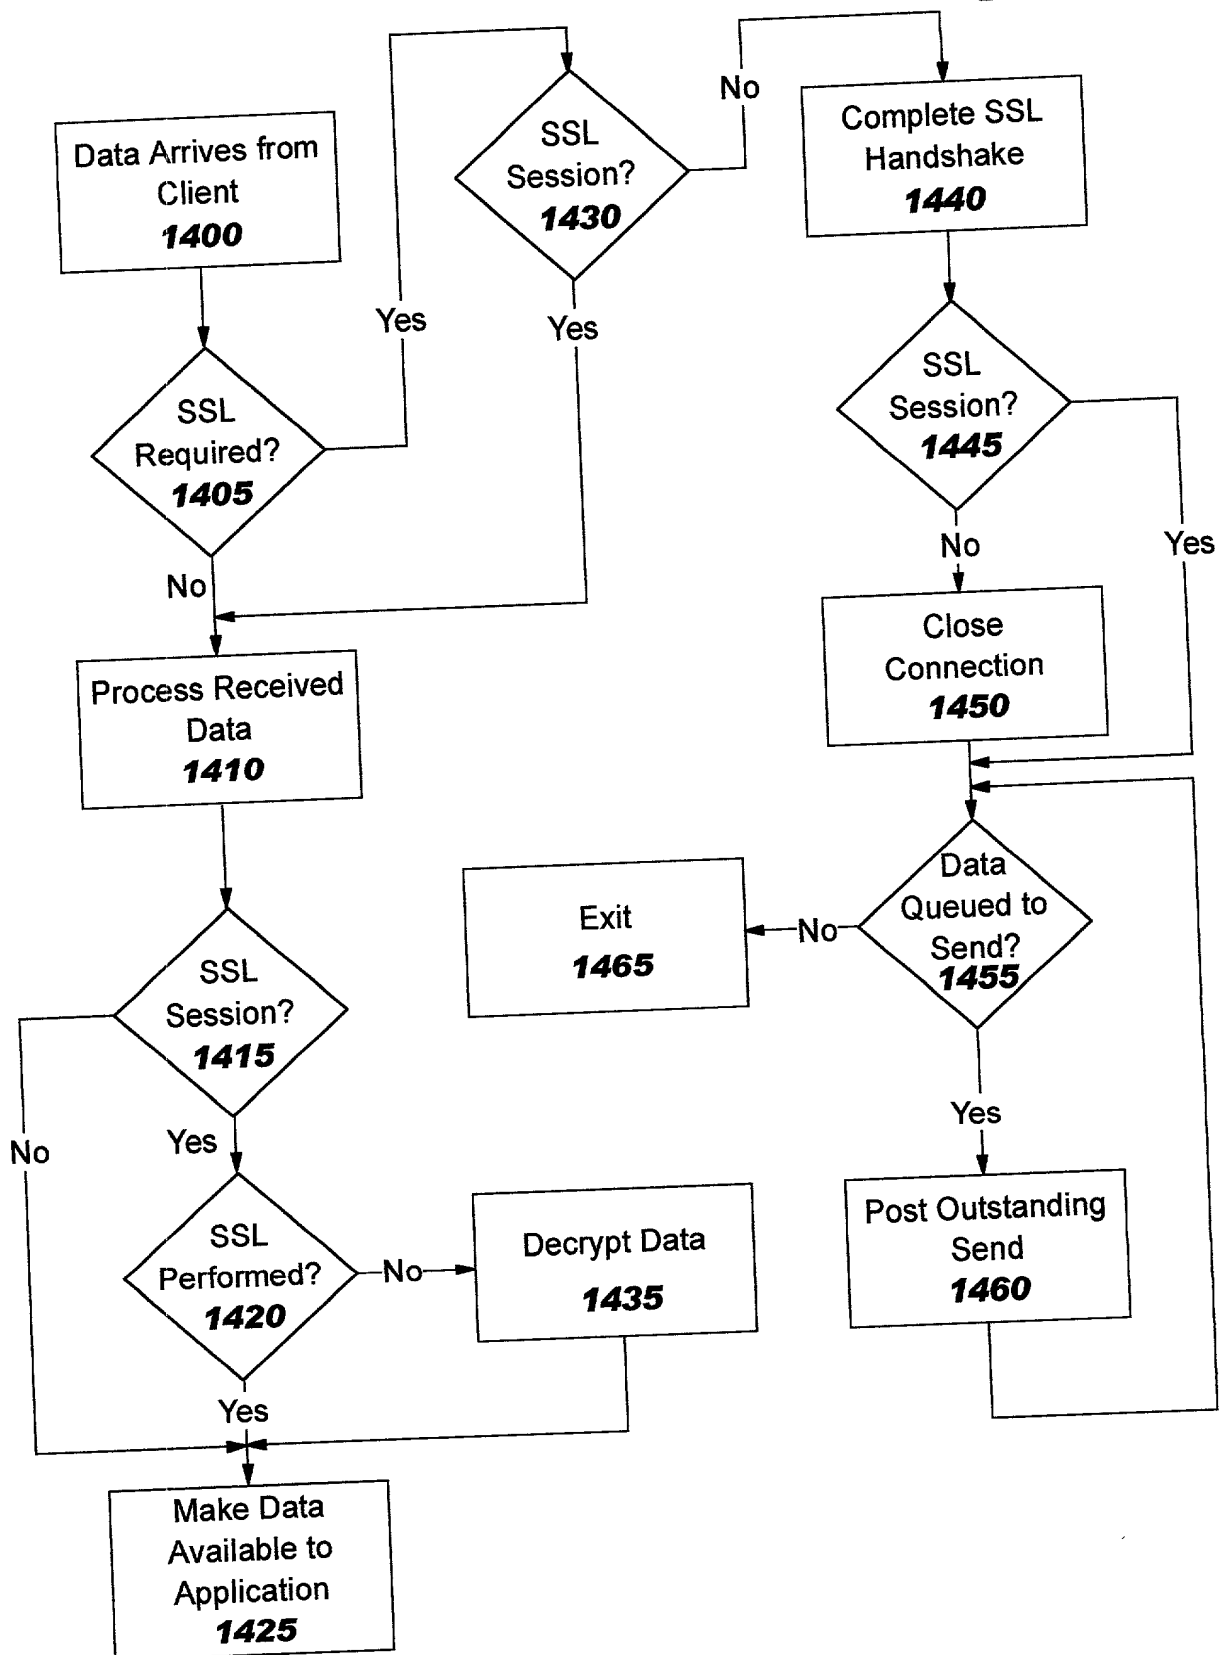 Data Arrives from
Client
1400
SSL
Required?
1405
Yes
No
SSL
Session?
1430
Yes
No
Complete SSL
Handshake
1440
SSL
Session?
1445
No
Yes
Close
Connection
1450
Process Received
Data
1410
SSL
Session?
1415
No
Yes
SSL
Performed?
1420
No
Decrypt Data
1435
Yes
Make Data
Available to
Application
1425
Data
Queued to
Send?
1455
No
Exit
1465
Yes
Post Outstanding
Send
1460